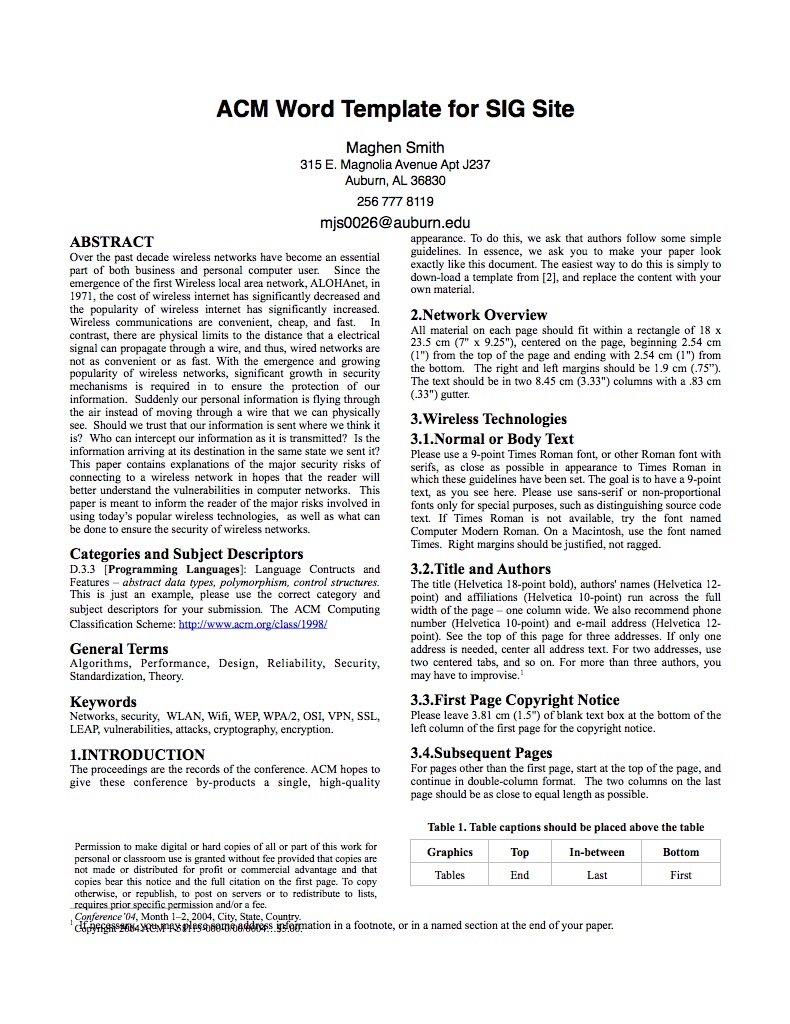 ACM Word Template for SIG Site
Maghen Smith
315 E. Magnolia Avenue Apt J237
Auburn, AL 36830
256 777 8119
mjs0026@auburn.edu
ABSTRACT
Over the past decade wireless networks have become an essential
part of both business and personal computer user. Since the
emergence of the first Wireless local area network, ALOHAnet, in
1971, the cost of wireless internet has significantly decreased and
the popularity of wireless internet has significantly increased.
Wireless communications are convenient, cheap, and fast. In
contrast, there are physical limits to the distance that a electrical
signal can propagate through a wire, and thus, wired networks are
not as convenient or as fast. With the emergence and growing
popularity of wireless networks, significant growth in security
mechanisms is required in to ensure the protection of our
information. Suddenly our personal information is flying through
the air instead of moving through a wire that we can physically
see. Should we trust that our information is sent where we think it
is? Who can intercept our information as it is transmitted? Is the
information arriving at its destination in the same state we sent it?
This paper contains explanations of the major security risks of
connecting to a wireless network in hopes that the reader will
better understand the vulnerabilities in computer networks. This
paper is meant to inform the reader of the major risks involved in
using today's popular wireless technologies, as well as what can
be done to ensure the security of wireless networks.
Categories and Subject Descriptors
D.3.3 [Programming Languages]: Language Contructs and
Features – abstract data types, polymorphism, control structures.
This is just an example, please use the correct category and
subject descriptors for your submission. The ACM Computing
Classification Scheme: http://www.acm.org/class/1998/
General Terms
Algorithms, Performance, Design, Reliability, Security,
Standardization, Theory.
Keywords
Networks, security, WLAN, Wifi, WEP, WPA/2, OSI, VPN, SSL,
LEAP, vulnerabilities, attacks, cryptography, encryption.
1.INTRODUCTION
The proceedings are the records of the conference. ACM hopes to
give these conference by-products a single, high-quality
appearance. To do this, we ask that authors follow some simple
guidelines. In essence, we ask you to make your paper look
exactly like this document. The easiest way to do this is simply to
down-load a template from [2], and replace the content with your
own material.
2.Network Overview
All material on each page should fit within a rectangle of 18 x
23.5 cm (7" x 9.25"), centered on the page, beginning 2.54 cm
(1") from the top of the page and ending with 2.54 cm (1") from
the bottom. The right and left margins should be 1.9 cm (.75”).
The text should be in two 8.45 cm (3.33") columns with a .83 cm
(.33") gutter.
3.Wireless Technologies
3.1.Normal or Body Text
Please use a 9-point Times Roman font, or other Roman font with
serifs, as close as possible in appearance to Times Roman in
which these guidelines have been set. The goal is to have a 9-point
text, as you see here. Please use sans-serif or non-proportional
fonts only for special purposes, such as distinguishing source code
text. If Times Roman is not available, try the font named
Computer Modern Roman. On a Macintosh, use the font named
Times. Right margins should be justified, not ragged.
3.2.Title and Authors
The title (Helvetica 18-point bold), authors' names (Helvetica 12-
point) and affiliations (Helvetica 10-point) run across the full
width of the page – one column wide. We also recommend phone
number (Helvetica 10-point) and e-mail address (Helvetica 12-
point). See the top of this page for three addresses. If only one
address is needed, center all address text. For two addresses, use
two centered tabs, and so on. For more than three authors, you
may have to improvise.1
3.3.First Page Copyright Notice
Please leave 3.81 cm (1.5") of blank text box at the bottom of the
left column of the first page for the copyright notice.
3.4.Subsequent Pages
For pages other than the first page, start at the top of the page, and
continue in double-column format. The two columns on the last
page should be as close to equal length as possible.
Table 1. Table captions should be placed above the table
Graphics Top In-between Bottom
Tables End Last First
Permission to make digital or hard copies of all or part of this work for
personal or classroom use is granted without fee provided that copies are
not made or distributed for profit or commercial advantage and that
copies bear this notice and the full citation on the first page. To copy
otherwise, or republish, to post on servers or to redistribute to lists,
requires prior specific permission and/or a fee.
Conference'04, Month 1–2, 2004, City, State, Country.
1 If necessary, you may place some address information in a footnote, or in a named section at the end of your paper.